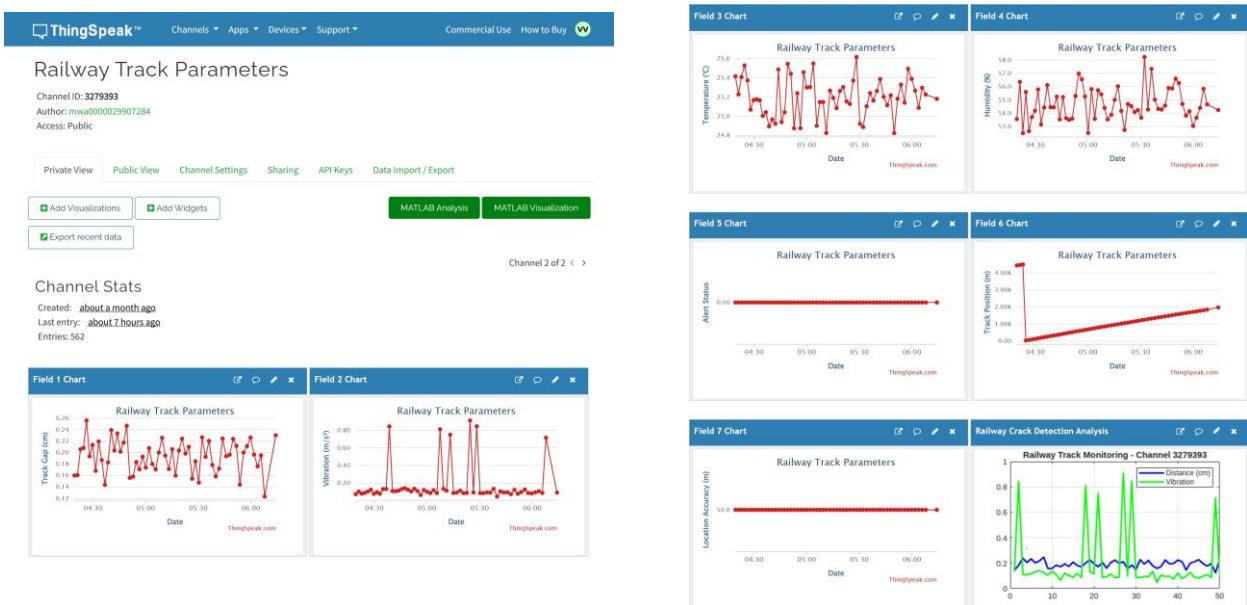 ThingSpeak™ Channels Apps Devices Support Commercial Use How to Buy VV
Railway Track Parameters
Channel ID: 3279393
Author: mwa0000029907284
Access: Public
Private View Public View Channel Settings Sharing API Keys Data Import / Export
Add Visualizations Add Widgets MATLAB Analysis MATLAB Visualization
Export recent data
Channel 2 of 2 < >
Channel Stats
Created: about a month ago
Last entry: about 7 hours ago
Entries: 562
Field 1 Chart
Railway Track Parameters
Track Gap (cm)
0.26
0.24
0.22
0.20
0.18
0.16
0.14
0.12
04:30 05:00 05:30 06:00
Date
ThingSpeak.com
Field 2 Chart
Railway Track Parameters
Vibration (m/s²)
0.80
0.60
0.40
0.20
04:30 05:00 05:30 06:00
Date
ThingSpeak.com
Field 3 Chart
Railway Track Parameters
Temperature (°C)
25.6
25.4
25.2
25.0
24.8
04:30 05:00 05:30 06:00
Date
ThingSpeak.com
Field 4 Chart
Railway Track Parameters
Humidity (%)
58.0
57.0
56.0
55.0
54.0
53.0
04:30 05:00 05:30 06:00
Date
ThingSpeak.com
Field 5 Chart
Railway Track Parameters
Alert Status
0.00
04:30 05:00 05:30 06:00
Date
ThingSpeak.com
Field 6 Chart
Railway Track Parameters
Track Position (m)
4.00k
3.00k
2.00k
1.00k
0.00
04:30 05:00 05:30 06:00
Date
ThingSpeak.com
Field 7 Chart
Railway Track Parameters
Location Accuracy (m)
50.0
04:30 05:00 05:30 06:00
Date
ThingSpeak.com
Railway Crack Detection Analysis
Railway Track Monitoring - Channel 3279393
Distance (cm)
Vibration
1
0.8
0.6
0.4
0.2
0
0 10 20 30 40 50